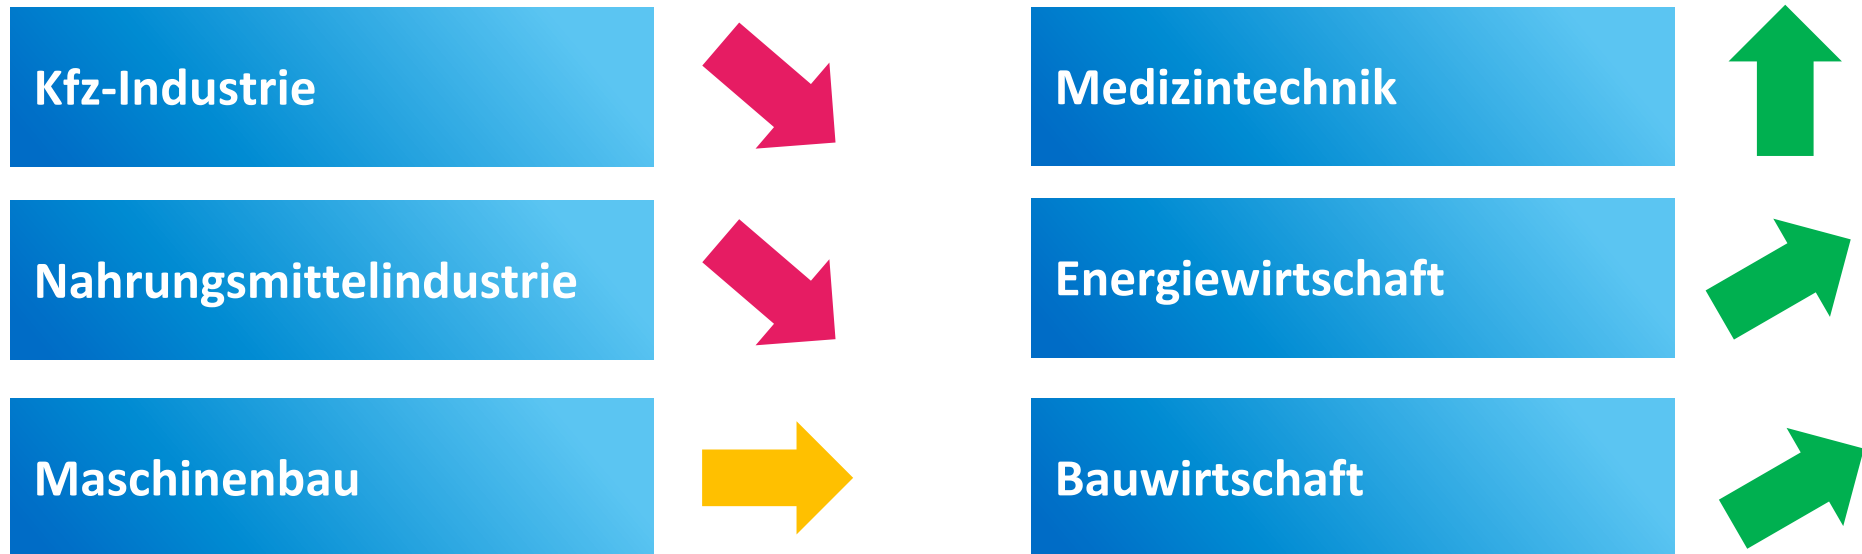 Kfz-Industrie
Nahrungsmittelindustrie
Maschinenbau
Medizintechnik
Energiewirtschaft
Bauwirtschaft